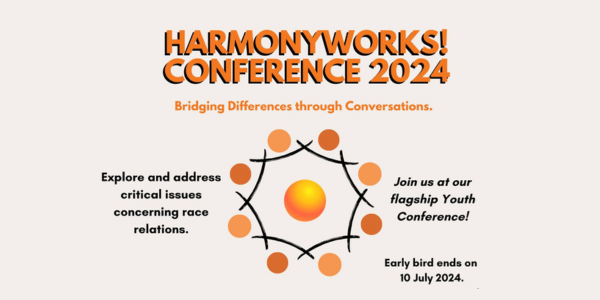 HARMONYWORKS!
CONFERENCE 2024
Bridging Differences through Conversations.
Explore and address
critical issues
concerning race
relations.
Join us at our
flagship Youth
Conference!
Early bird ends on
10 July 2024.